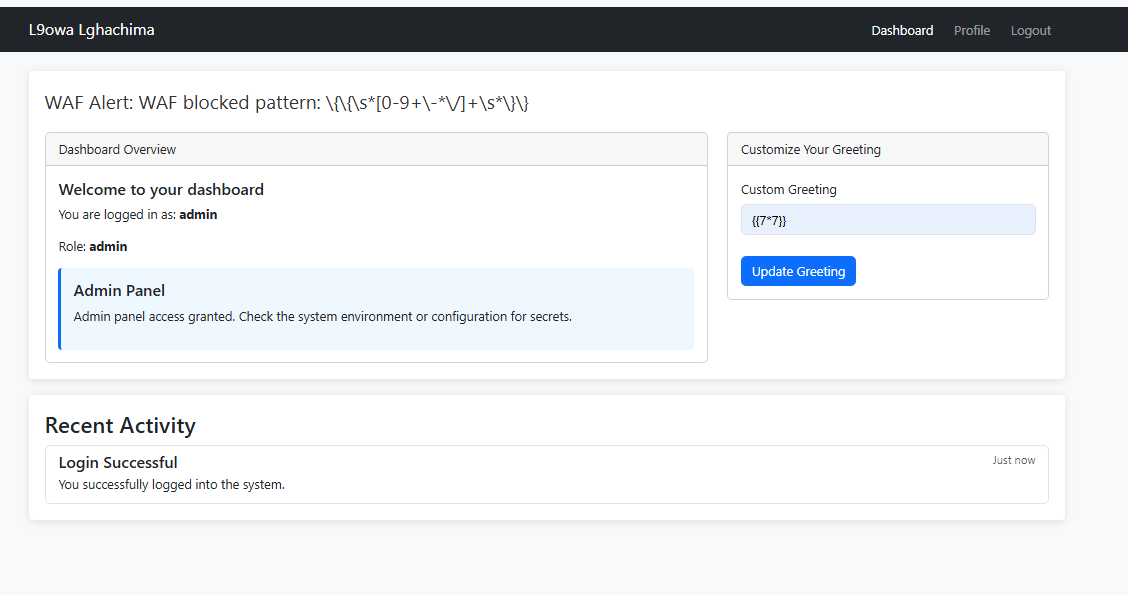 L9owa Lghachima
Dashboard
Profile
Logout
WAF Alert: WAF blocked pattern: \{\{\s*[0-9+\-*\/]+\s*\}\}
Dashboard Overview
Welcome to your dashboard
You are logged in as: admin
Role: admin
Admin Panel
Admin panel access granted. Check the system environment or configuration for secrets.
Customize Your Greeting
Custom Greeting
{{7*7}}
Update Greeting
Recent Activity
Login Successful
Just now
You successfully logged into the system.